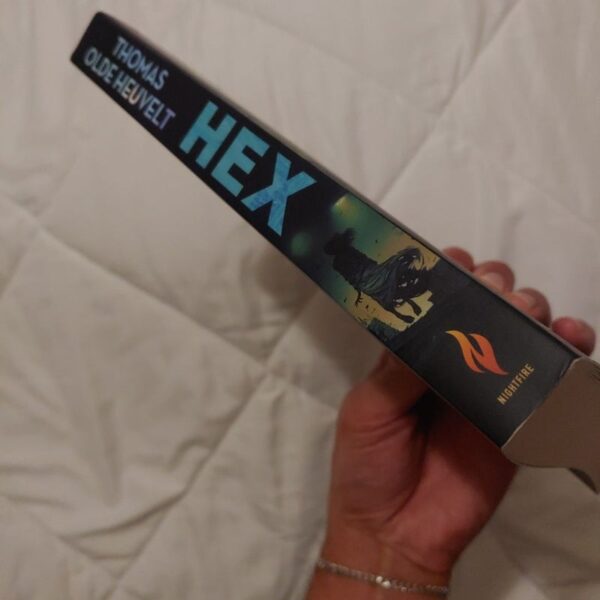 THOMAS
OLDE HEUVELT
HEX
NIGHTFIRE